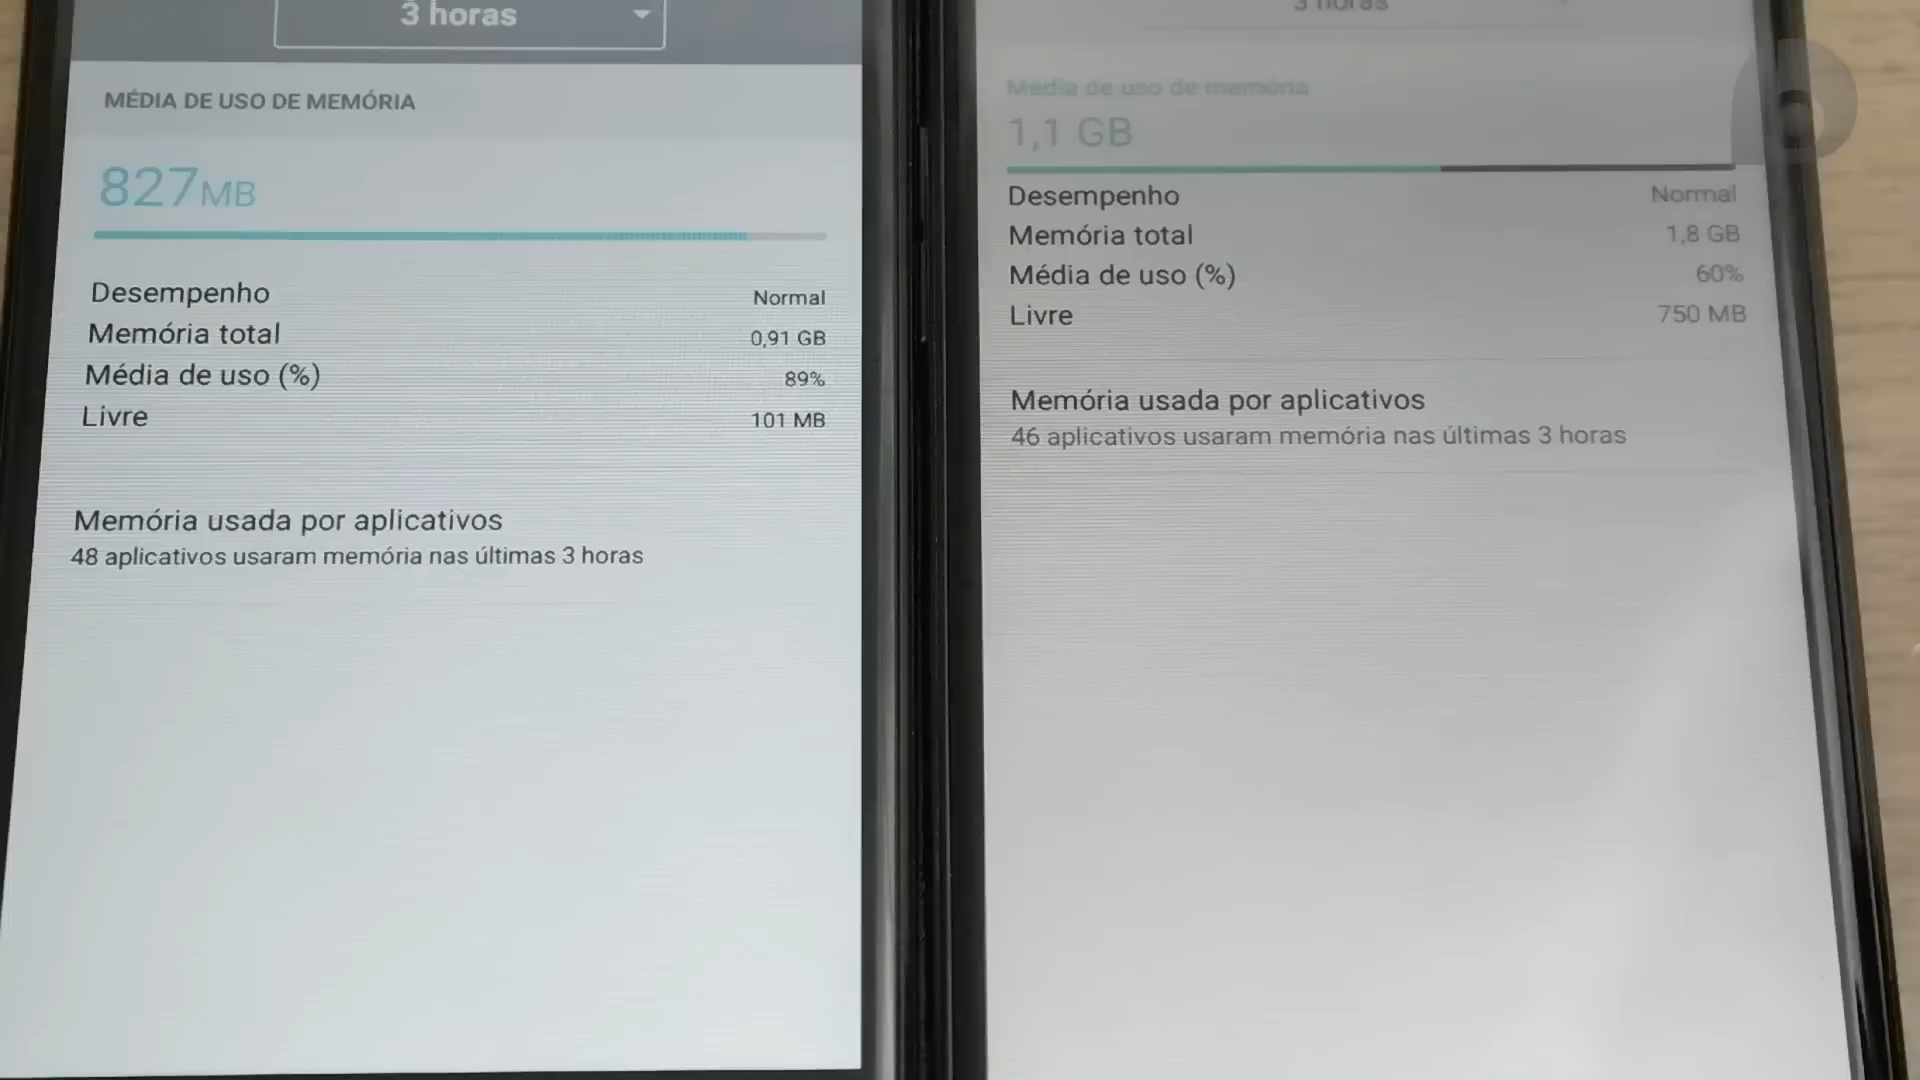 3 horas
MÉDIA DE USO DE MEMÓRIA
827MB
Desempenho Normal
Memória total 0,91 GB
Média de uso (%) 89%
Livre 101 MB
Memória usada por aplicativos
48 aplicativos usaram memória nas últimas 3 horas
3 horas
Média de uso de memória
1,1 GB
Desempenho Normal
Memória total 1,8 GB
Média de uso (%) 60%
Livre 750 MB
Memória usada por aplicativos
46 aplicativos usaram memória nas últimas 3 horas